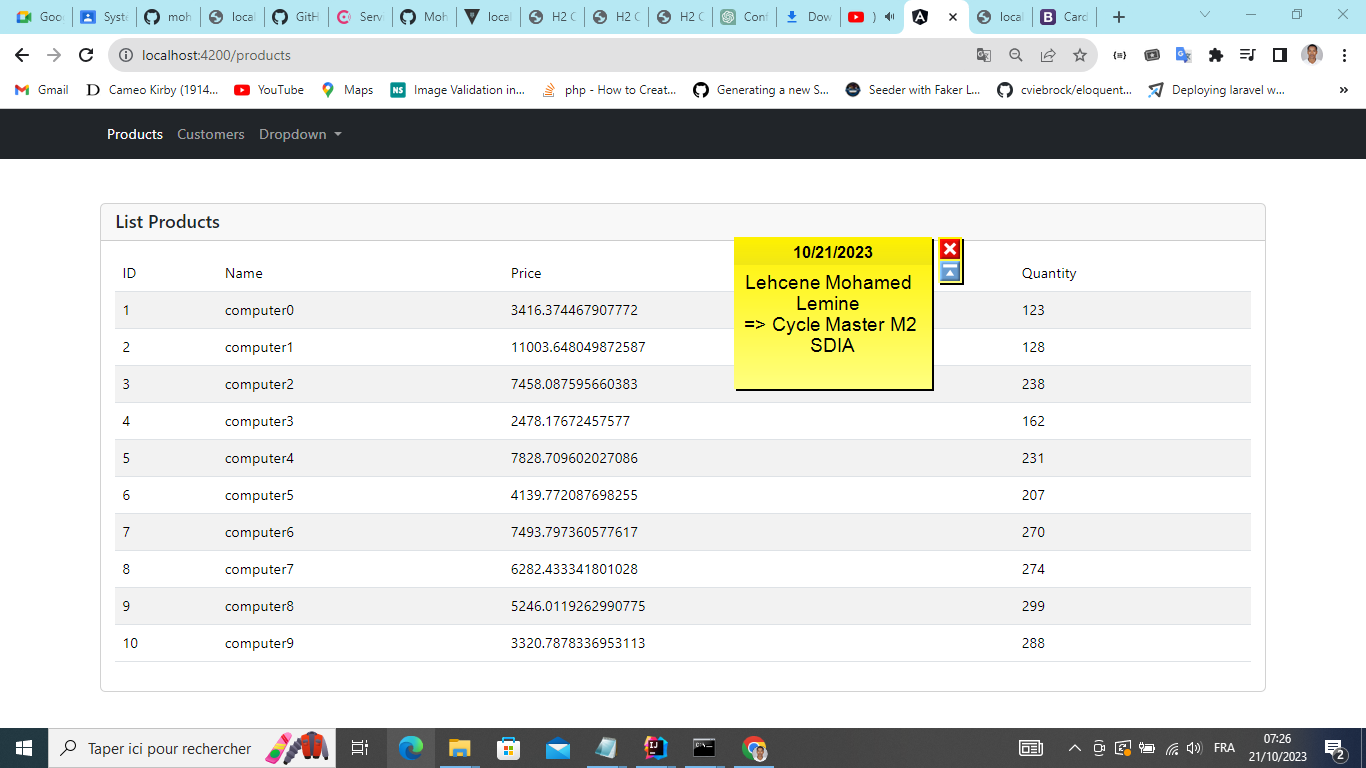 Goo
Syste
moh
local
GitH
Serv
Moh
local
H2 C
H2 C
H2 C
Conf
Dow
local
Card
localhost:4200/products
Gmail
Cameo Kirby (1914...
YouTube
Maps
Image Validation in...
php - How to Creat...
Generating a new S...
Seeder with Faker L...
cviebrock/eloquent...
Deploying laravel w...
»
Products Customers Dropdown
List Products
ID Name Price Quantity
1 computer0 3416.374467907772 123
2 computer1 11003.648049872587 128
3 computer2 7458.087595660383 238
4 computer3 2478.17672457577 162
5 computer4 7828.709602027086 231
6 computer5 4139.772087698255 207
7 computer6 7493.797360577617 270
8 computer7 6282.433341801028 274
9 computer8 5246.0119262990775 299
10 computer9 3320.7878336953113 288
10/21/2023
Lehcene Mohamed
Lemine
=> Cycle Master M2
SDIA
Taper ici pour rechercher
FRA
07:26
21/10/2023
2